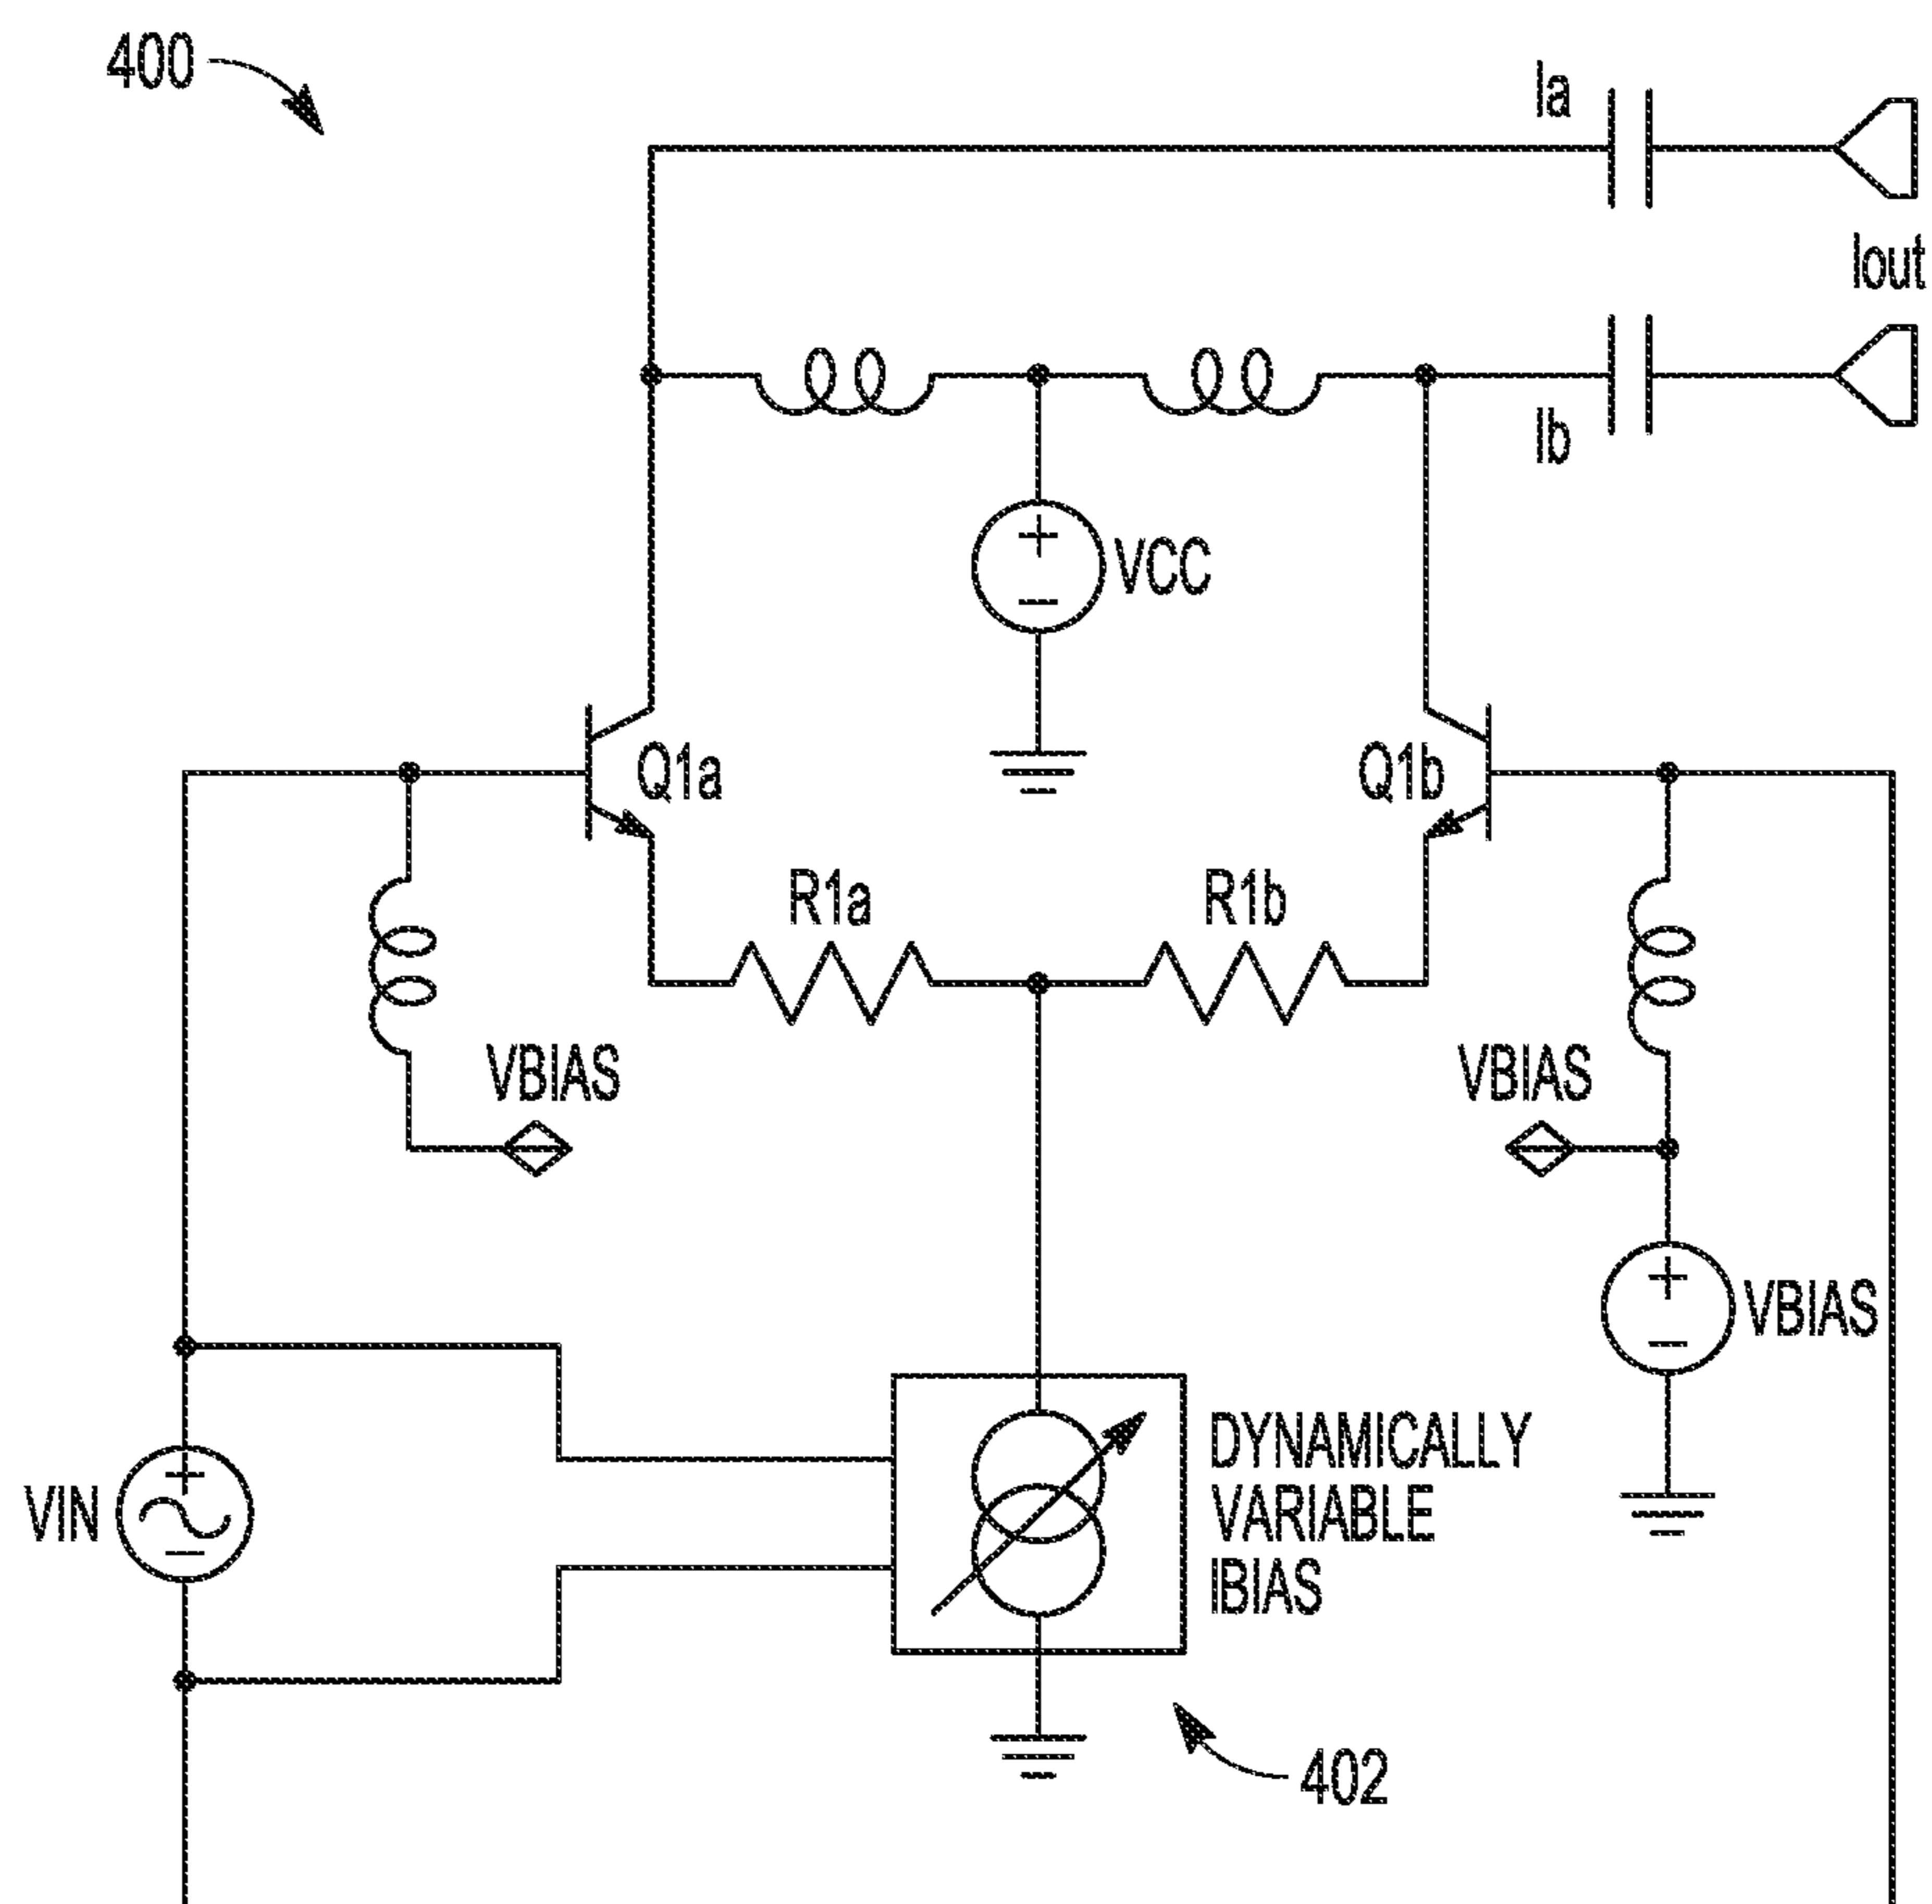 400
Ia
Iout
Ib
VCC
Q1a
Q1b
R1a
R1b
VBIAS
VBIAS
VBIAS
VIN
DYNAMICALLY
VARIABLE
IBIAS
402